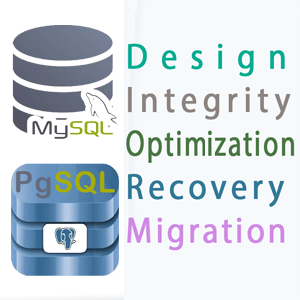 MySQL
PgSQL
Design
Integrity
Optimization
Recovery
Migration